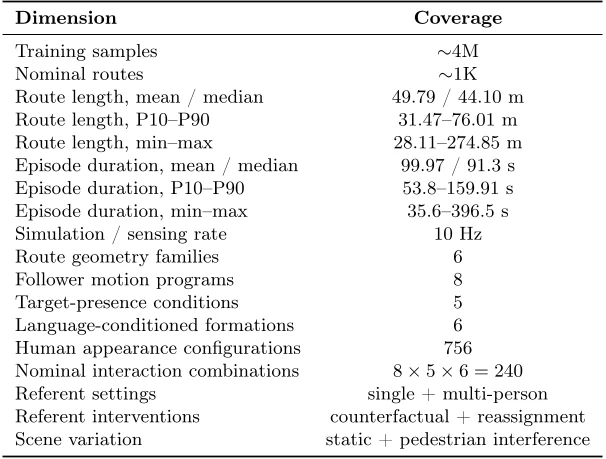 Dimension Coverage
Training samples ∼4M
Nominal routes ∼1K
Route length, mean / median 49.79 / 44.10 m
Route length, P10–P90 31.47–76.01 m
Route length, min–max 28.11–274.85 m
Episode duration, mean / median 99.97 / 91.3 s
Episode duration, P10–P90 53.8–159.91 s
Episode duration, min–max 35.6–396.5 s
Simulation / sensing rate 10 Hz
Route geometry families 6
Follower motion programs 8
Target-presence conditions 5
Language-conditioned formations 6
Human appearance configurations 756
Nominal interaction combinations 8 × 5 × 6 = 240
Referent settings single + multi-person
Referent interventions counterfactual + reassignment
Scene variation static + pedestrian interference